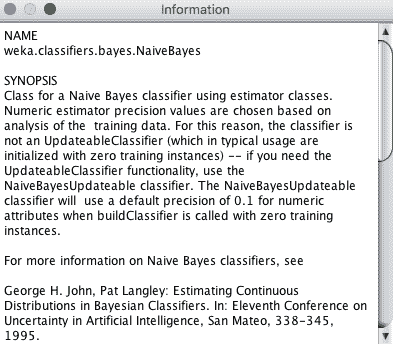 Information
NAME
weka.classifiers.bayes.NaiveBayes
SYNOPSIS
Class for a Naive Bayes classifier using estimator classes.
Numeric estimator precision values are chosen based on
analysis of the  training data. For this reason, the classifier is
not an UpdateableClassifier (which in typical usage are
initialized with zero training instances) -- if you need the
UpdateableClassifier functionality, use the
NaiveBayesUpdateable classifier. The NaiveBayesUpdateable
classifier will  use a default precision of 0.1 for numeric
attributes when buildClassifier is called with zero training
instances.
For more information on Naive Bayes classifiers, see
George H. John, Pat Langley: Estimating Continuous
Distributions in Bayesian Classifiers. In: Eleventh Conference on
Uncertainty in Artificial Intelligence, San Mateo, 338-345,
1995.